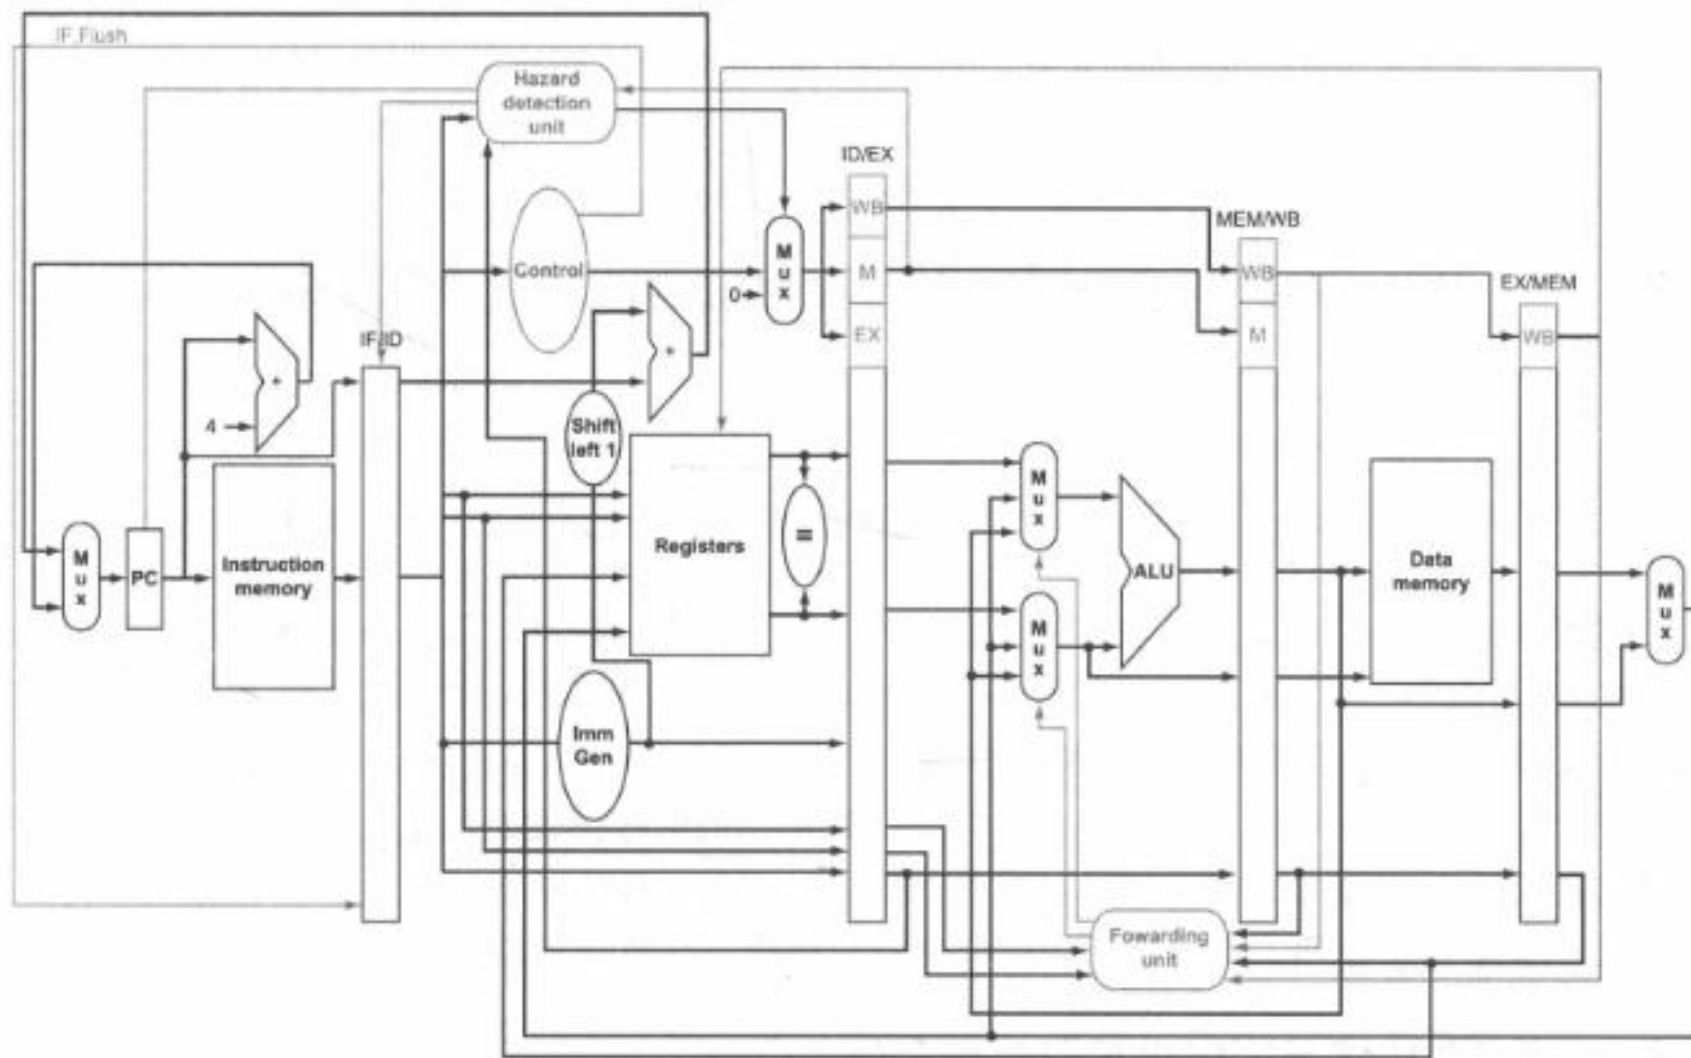 IF.Flush
Hazard
detection
unit
ID/EX
WB
MEM/WB
Control
M
u
x
M
WB
EX/MEM
0
EX
M
WB
IF/ID
+
+
4
Shift
left 1
M
u
x
M
u
x
PC
Instruction
memory
Registers
=
ALU
Data
memory
M
u
x
M
u
x
Imm
Gen
Fowarding
unit